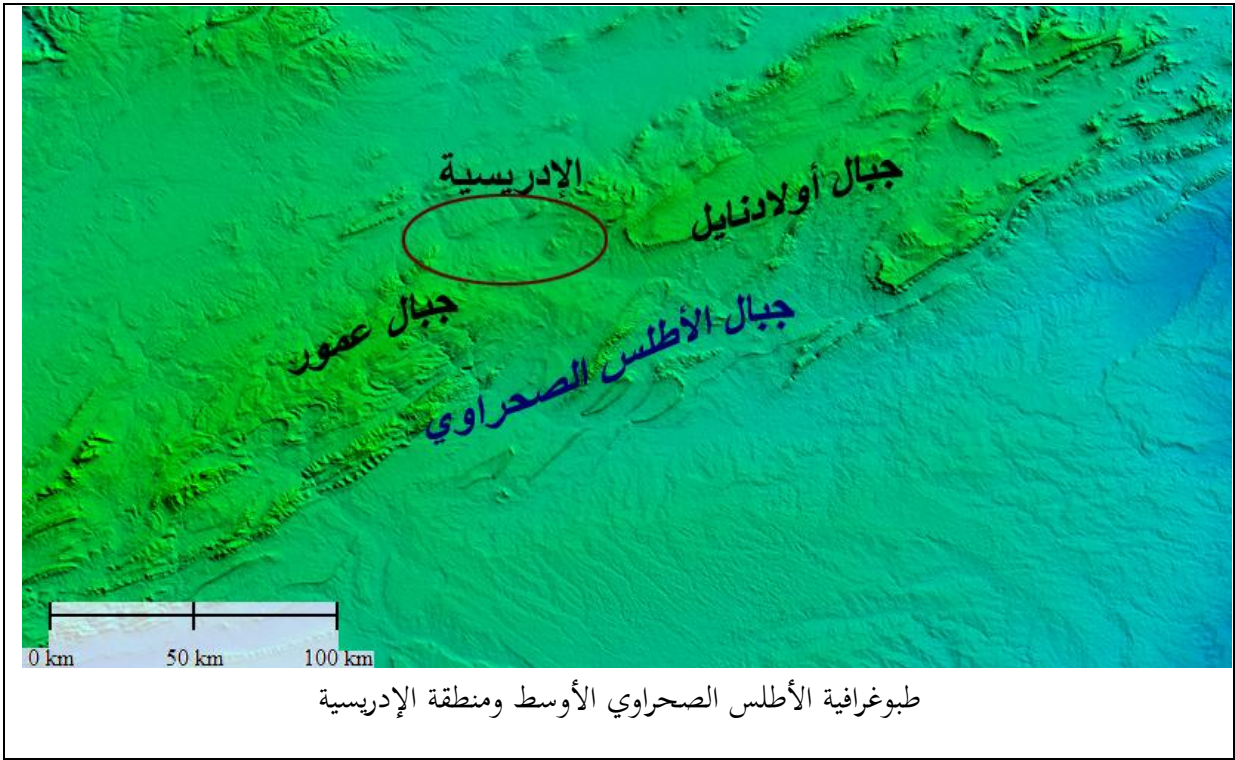 الإدريسية
جبال أولادنايل
جبال عمور
جبال الأطلس الصحراوي
0 km 50 km 100 km
طبوغرافية الأطلس الصحراوي الأوسط ومنطقة الإدريسية